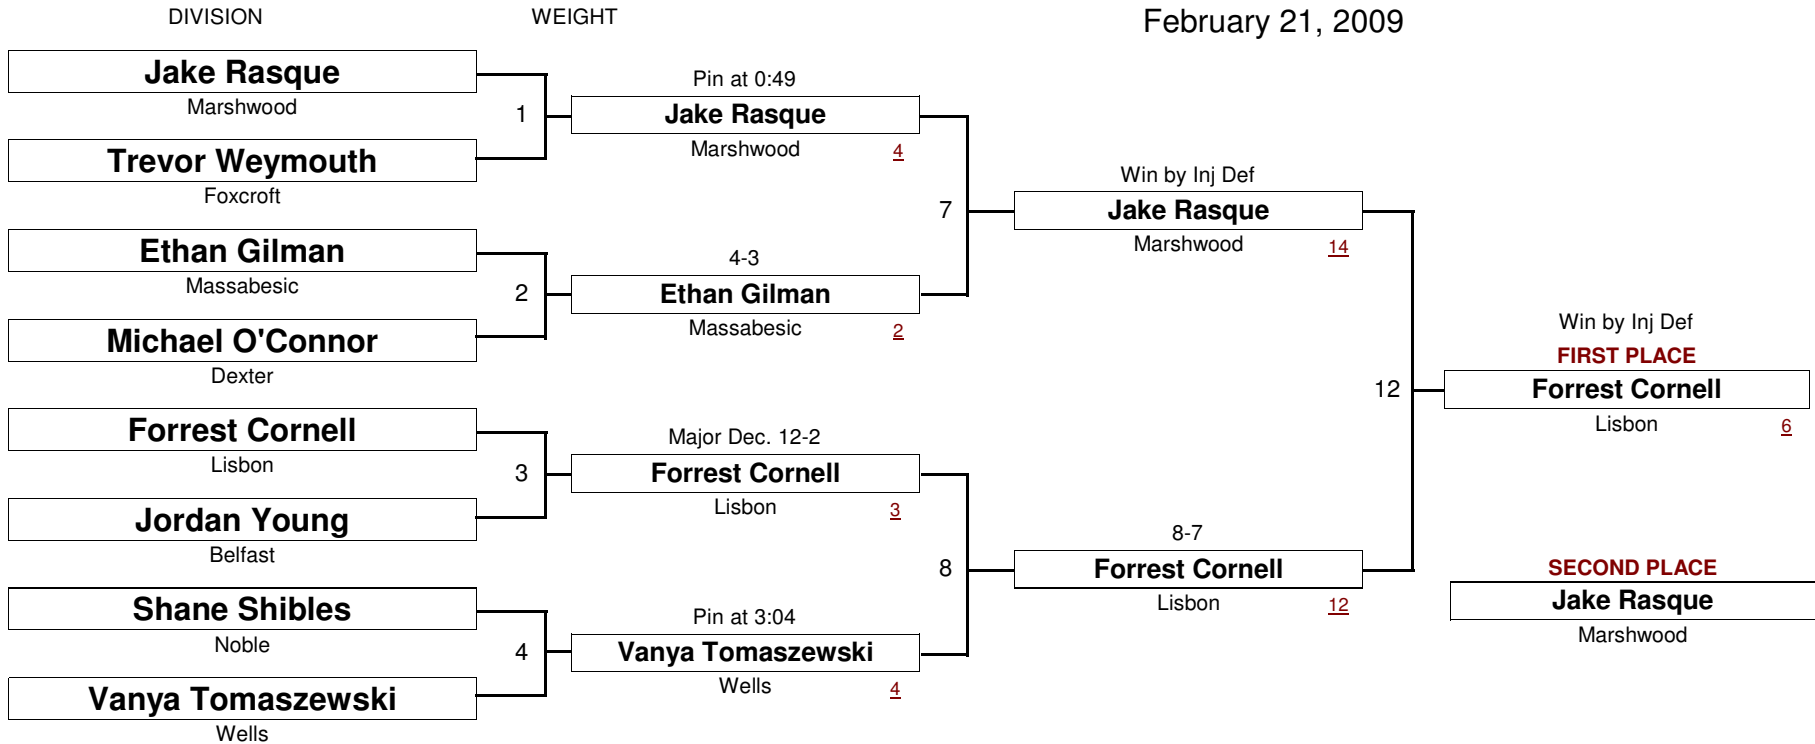 DIVISION
WEIGHT
February 21, 2009
Jake Rasque
Marshwood
1
Trevor Weymouth
Foxcroft
Ethan Gilman
Massabesic
2
Michael O'Connor
Dexter
Forrest Cornell
Lisbon
3
Jordan Young
Belfast
Shane Shibles
Noble
4
Vanya Tomaszewski
Wells
Pin at 0:49
Jake Rasque
Marshwood
4
7
4-3
Ethan Gilman
Massabesic
2
Major Dec. 12-2
Forrest Cornell
Lisbon
3
8
Pin at 3:04
Vanya Tomaszewski
Wells
4
Win by Inj Def
Jake Rasque
Marshwood
14
12
8-7
Forrest Cornell
Lisbon
12
Win by Inj Def
FIRST PLACE
Forrest Cornell
Lisbon
6
SECOND PLACE
Jake Rasque
Marshwood